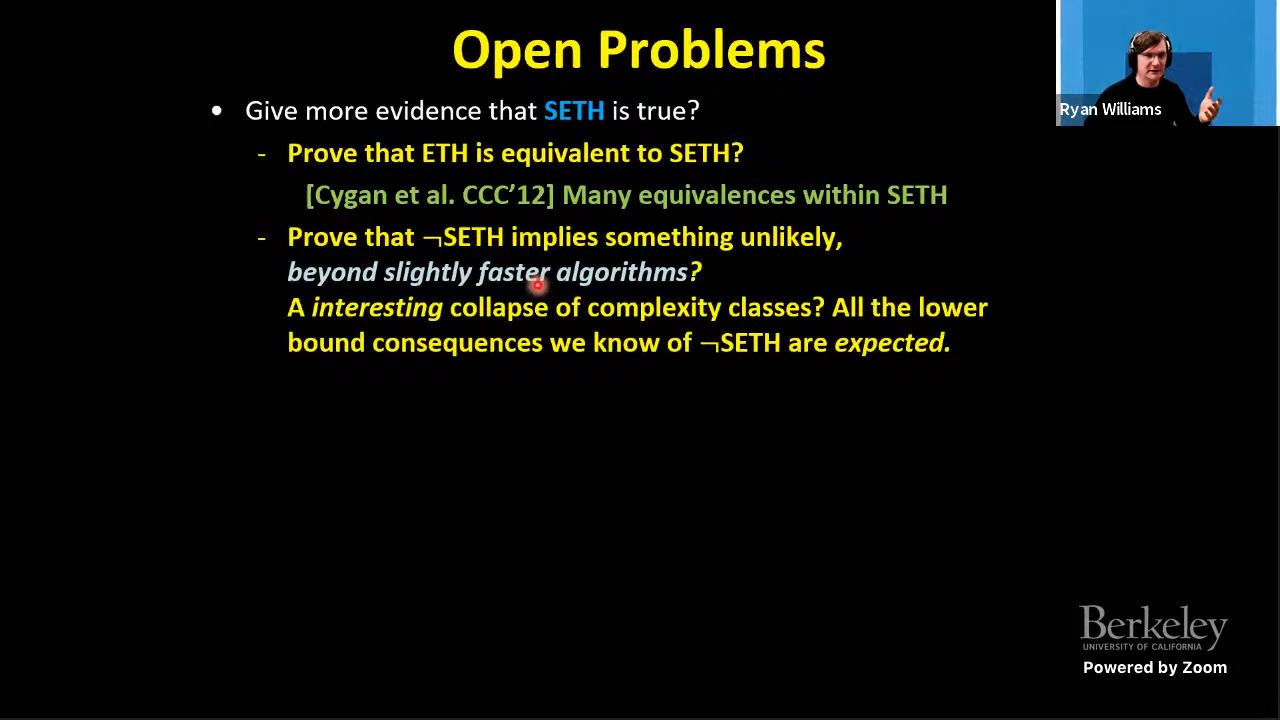 Open Problems
Ryan Williams
• Give more evidence that SETH is true?
- Prove that ETH is equivalent to SETH?
[Cygan et al. CCC’12] Many equivalences within SETH
- Prove that ¬SETH implies something unlikely,
beyond slightly faster algorithms?
A interesting collapse of complexity classes? All the lower
bound consequences we know of ¬SETH are expected.
Berkeley
UNIVERSITY OF CALIFORNIA
Powered by Zoom